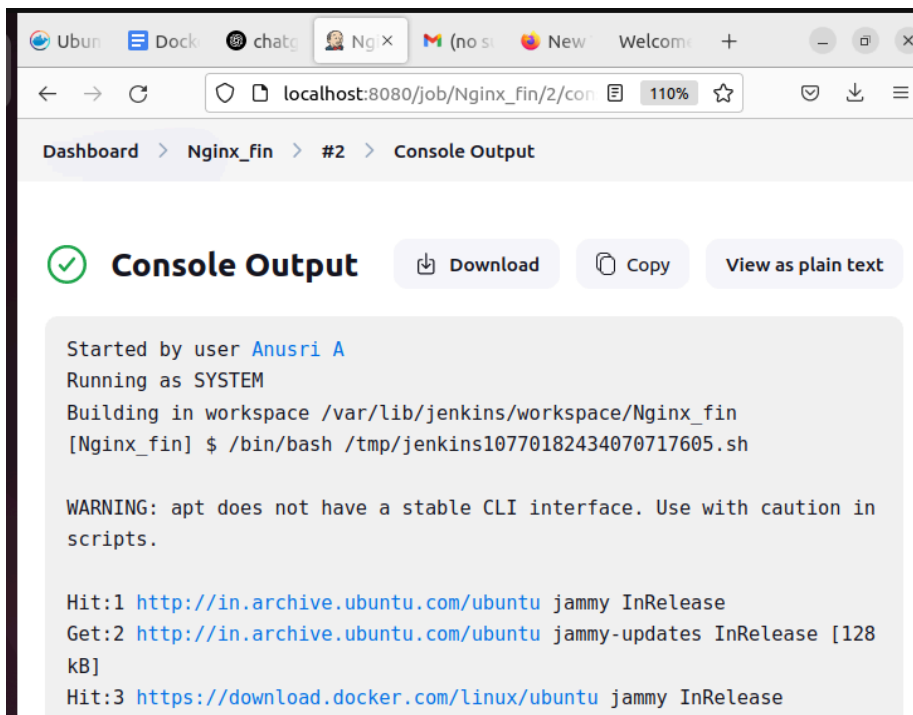 Ubun Dock chatg Ngi (no su New Welcome
localhost:8080/job/Nginx_fin/2/con 110%
Dashboard > Nginx_fin > #2 > Console Output
Console Output Download Copy View as plain text
Started by user Anusri A
Running as SYSTEM
Building in workspace /var/lib/jenkins/workspace/Nginx_fin
[Nginx_fin] $ /bin/bash /tmp/jenkins10770182434070717605.sh
WARNING: apt does not have a stable CLI interface. Use with caution in
scripts.
Hit:1 http://in.archive.ubuntu.com/ubuntu jammy InRelease
Get:2 http://in.archive.ubuntu.com/ubuntu jammy-updates InRelease [128
kB]
Hit:3 https://download.docker.com/linux/ubuntu jammy InRelease